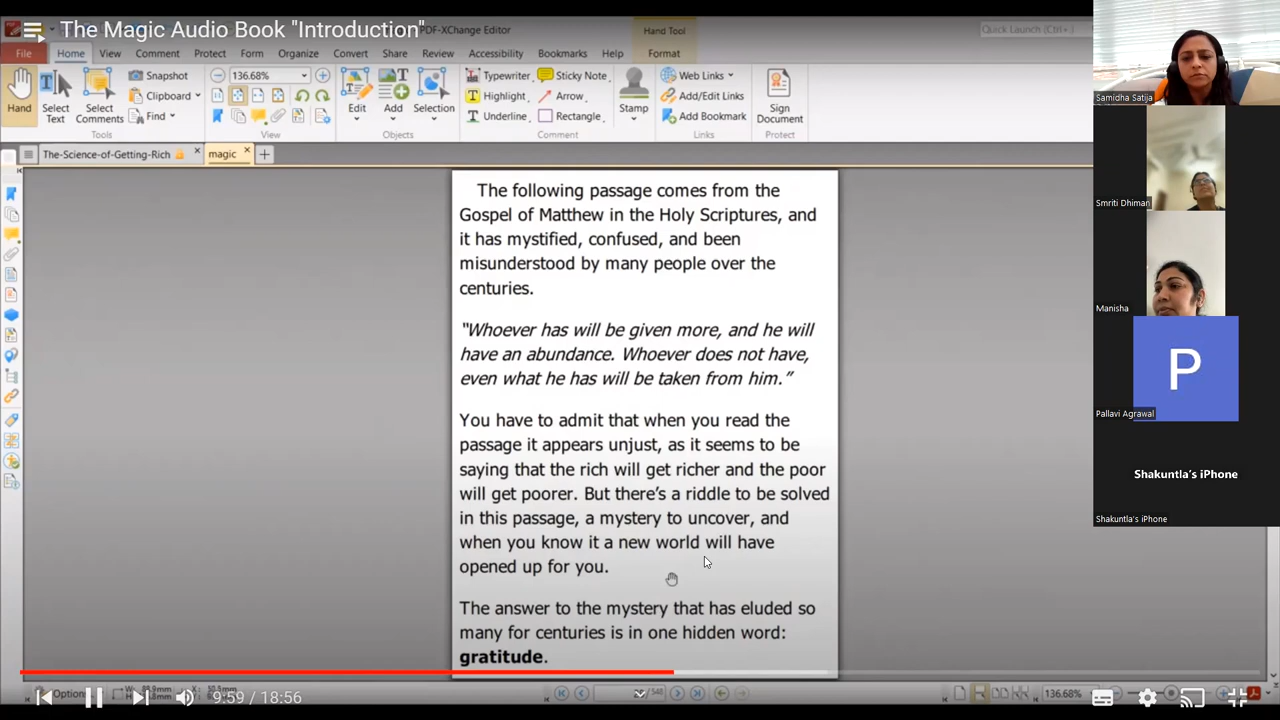 The Magic Audio Book "Introduction"
PDF-XChange Editor
Hand Tool
Quick Launch (Ctrl+.)
File
Home
View
Comment
Protect
Form
Organize
Convert
Share
Review
Accessibility
Bookmarks
Help
Format
Hand
Select
Text
Select
Comments
Snapshot
Clipboard
Find
Tools
136.68%
View
Edit
Add
Selection
Objects
Typewriter
Sticky Note
Highlight
Arrow
Underline
Rectangle
Stamp
Comment
Web Links
Add/Edit Links
Add Bookmark
Links
Sign
Document
Protect
The-Science-of-Getting-Rich
magic
The following passage comes from the
Gospel of Matthew in the Holy Scriptures, and
it has mystified, confused, and been
misunderstood by many people over the
centuries.
"Whoever has will be given more, and he will
have an abundance. Whoever does not have,
even what he has will be taken from him."
You have to admit that when you read the
passage it appears unjust, as it seems to be
saying that the rich will get richer and the poor
will get poorer. But there's a riddle to be solved
in this passage, a mystery to uncover, and
when you know it a new world will have
opened up for you.
The answer to the mystery that has eluded so
many for centuries is in one hidden word:
gratitude.
9:59 / 18:56
Options
136.68%
Samidha Satija
Smriti Dhiman
Manisha
P
Pallavi Agrawal
Shakuntla's iPhone
Shakuntla's iPhone